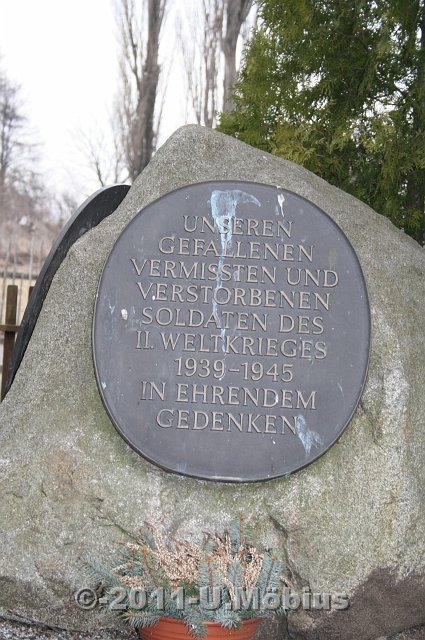 UNSEREN
GEFALLENEN
VERMISSTEN UND
VERSTORBENEN
SOLDATEN DES
II. WELTKRIEGES
1939-1945
IN EHRENDEM
GEDENKEN
©-2011-U.Möbius